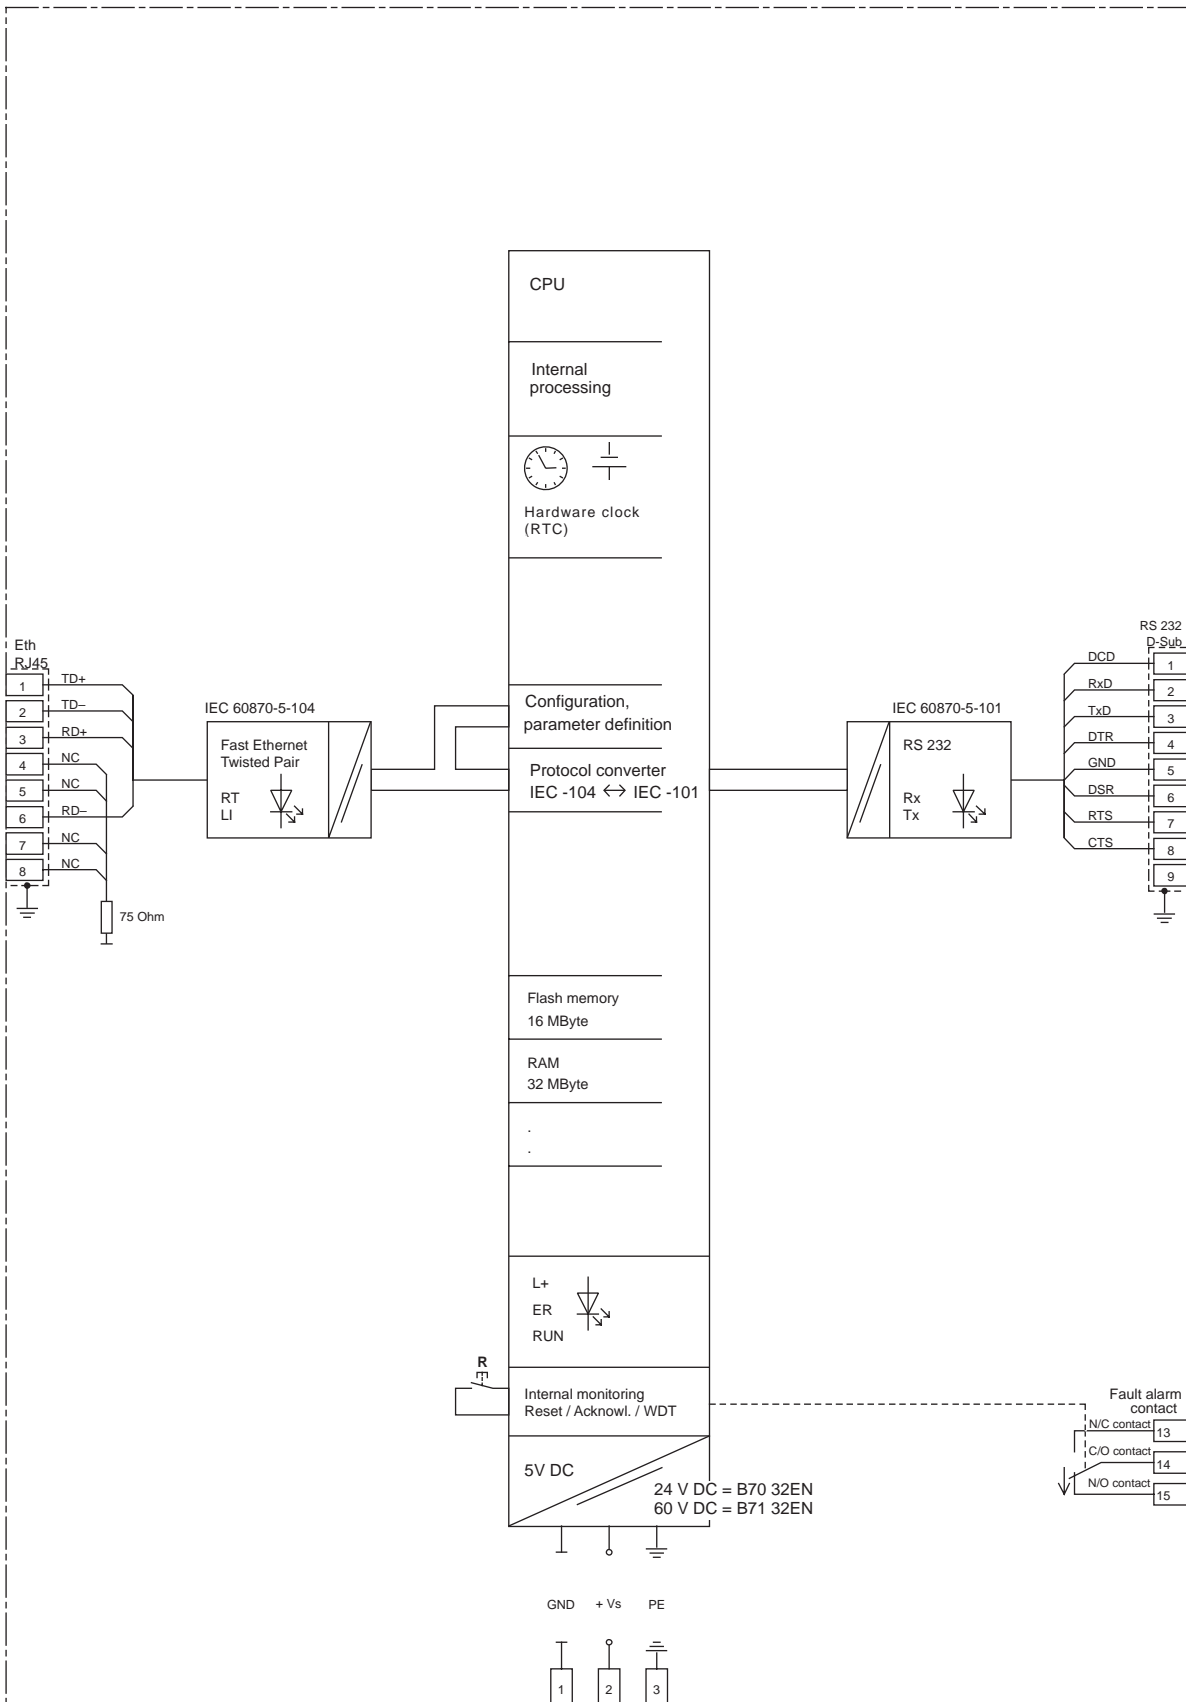 CPU
Internal
processing
Hardware clock
(RTC)
Eth
RJ45
1 TD+
2 TD–
3 RD+
4 NC
5 NC
6 RD–
7 NC
8 NC
75 Ohm
IEC 60870-5-104
Fast Ethernet
Twisted Pair
RT
LI
Configuration,
parameter definition
Protocol converter
IEC -104 <-> IEC -101
IEC 60870-5-101
RS 232
Rx
Tx
RS 232
D-Sub
DCD 1
RxD 2
TxD 3
DTR 4
GND 5
DSR 6
RTS 7
CTS 8
9
Flash memory
16 MByte
RAM
32 MByte
.
.
L+
ER
RUN
R
Internal monitoring
Reset / Acknowl. / WDT
Fault alarm
contact
N/C contact 13
C/O contact 14
N/O contact 15
5V DC
24 V DC = B70 32EN
60 V DC = B71 32EN
GND + Vs PE
1 2 3